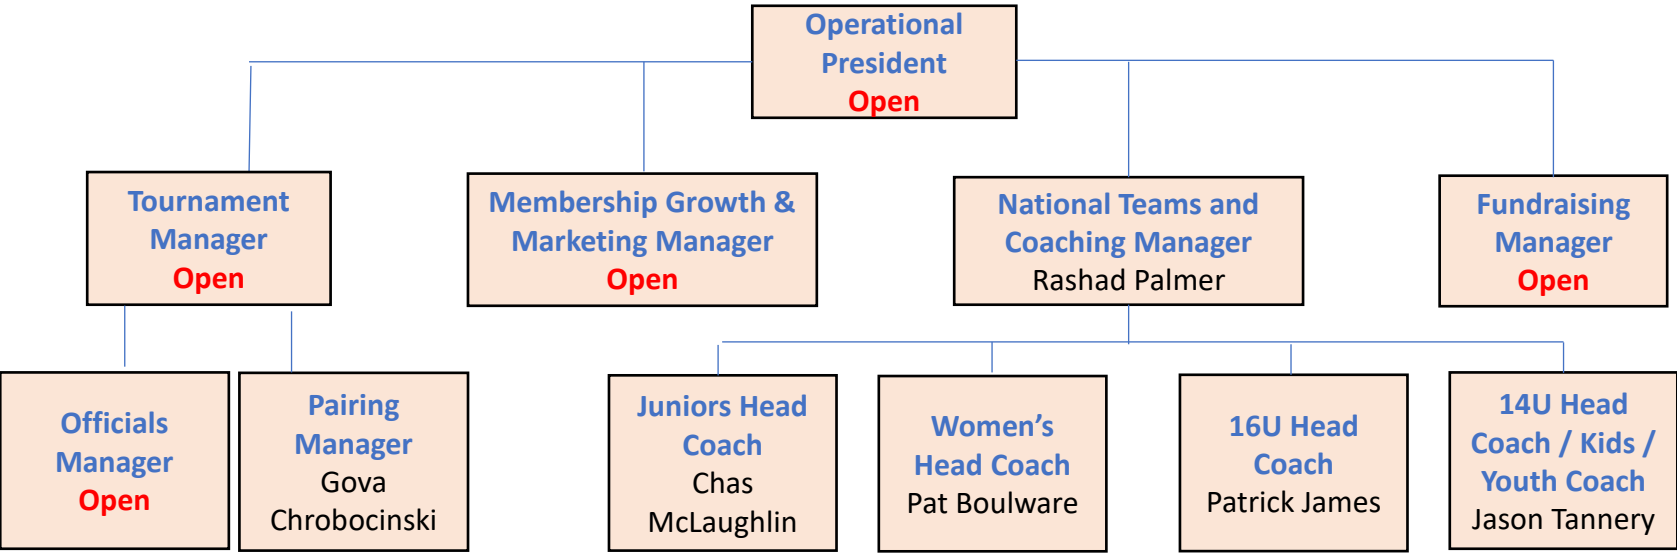 Operational
President
Open
Tournament
Manager
Open
Membership Growth &
Marketing Manager
Open
National Teams and
Coaching Manager
Rashad Palmer
Fundraising
Manager
Open
Officials
Manager
Open
Pairing
Manager
Gova
Chrobocinski
Juniors Head
Coach
Chas
McLaughlin
Women’s
Head Coach
Pat Boulware
16U Head
Coach
Patrick James
14U Head
Coach / Kids /
Youth Coach
Jason Tannery